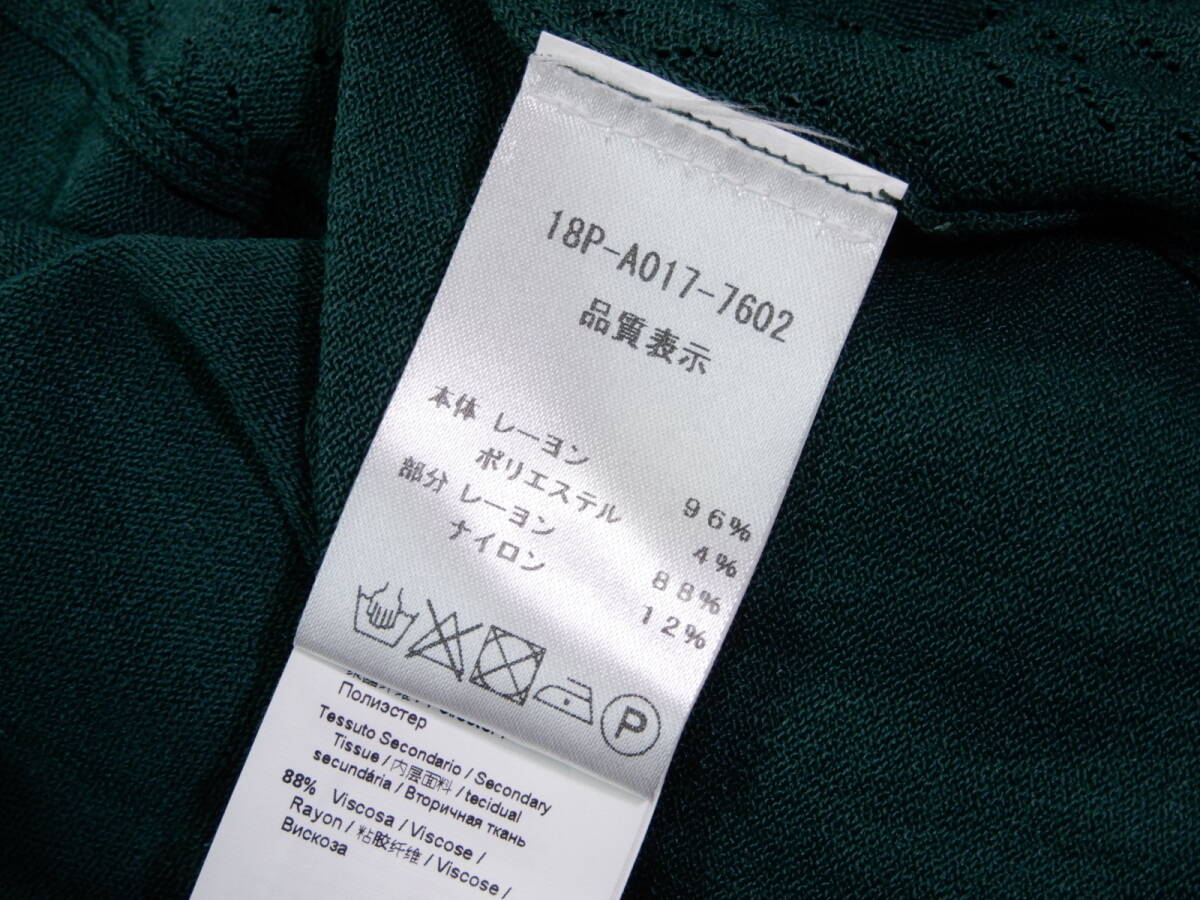 18P-A017-7602
品質表示
本体 レーヨン 96%
ポリエステル 4%
部分 レーヨン 88%
ナイロン 12%
P
Полиэстер
Tessuto Secondario / Secondary
Tissue / 内层面料 / tecidual
secundária / Вторичная ткань
88% Viscosa / Viscose /
Rayon / 粘胶纤维 / Viscose /
Вискоза